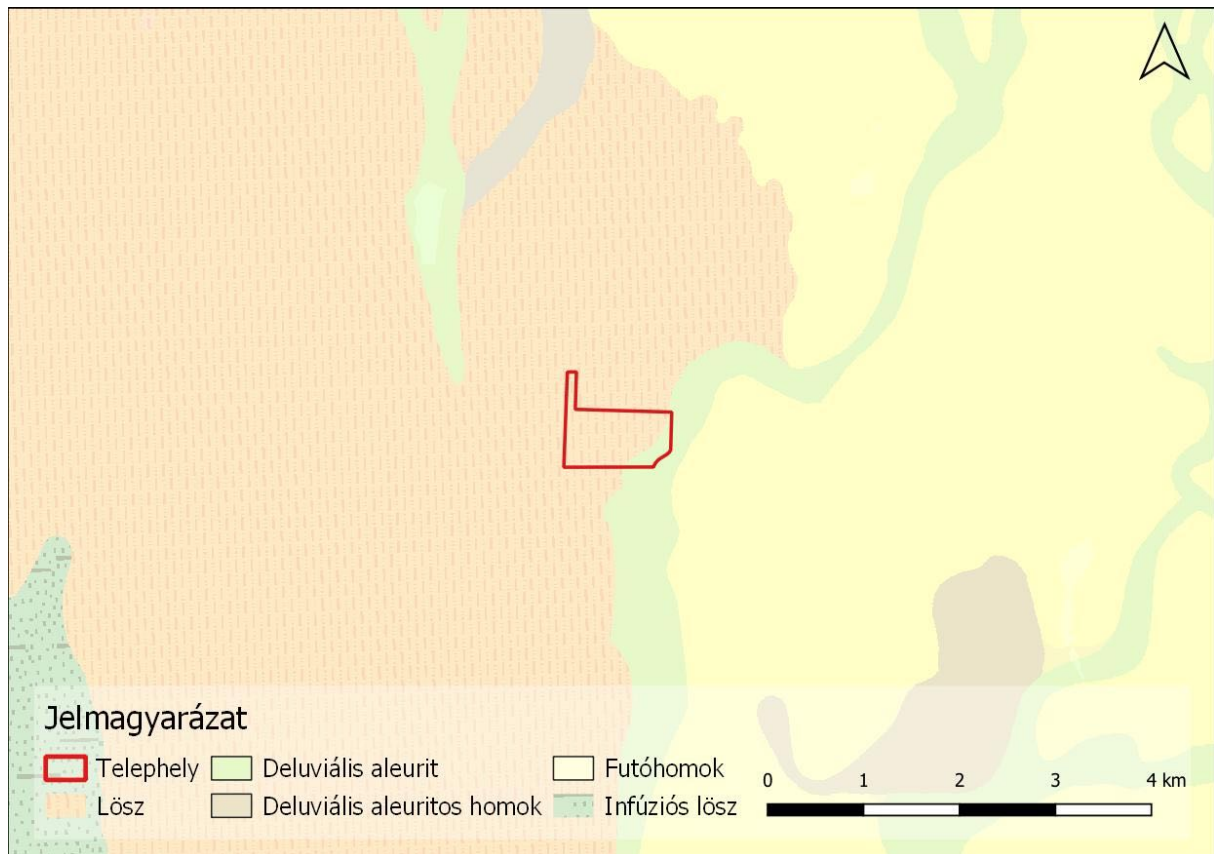 Jelmagyarázat
Telephely Deluviális aleurit Futóhomok
Lösz Deluviális aleuritos homok Infúziós lösz
0 1 2 3 4 km